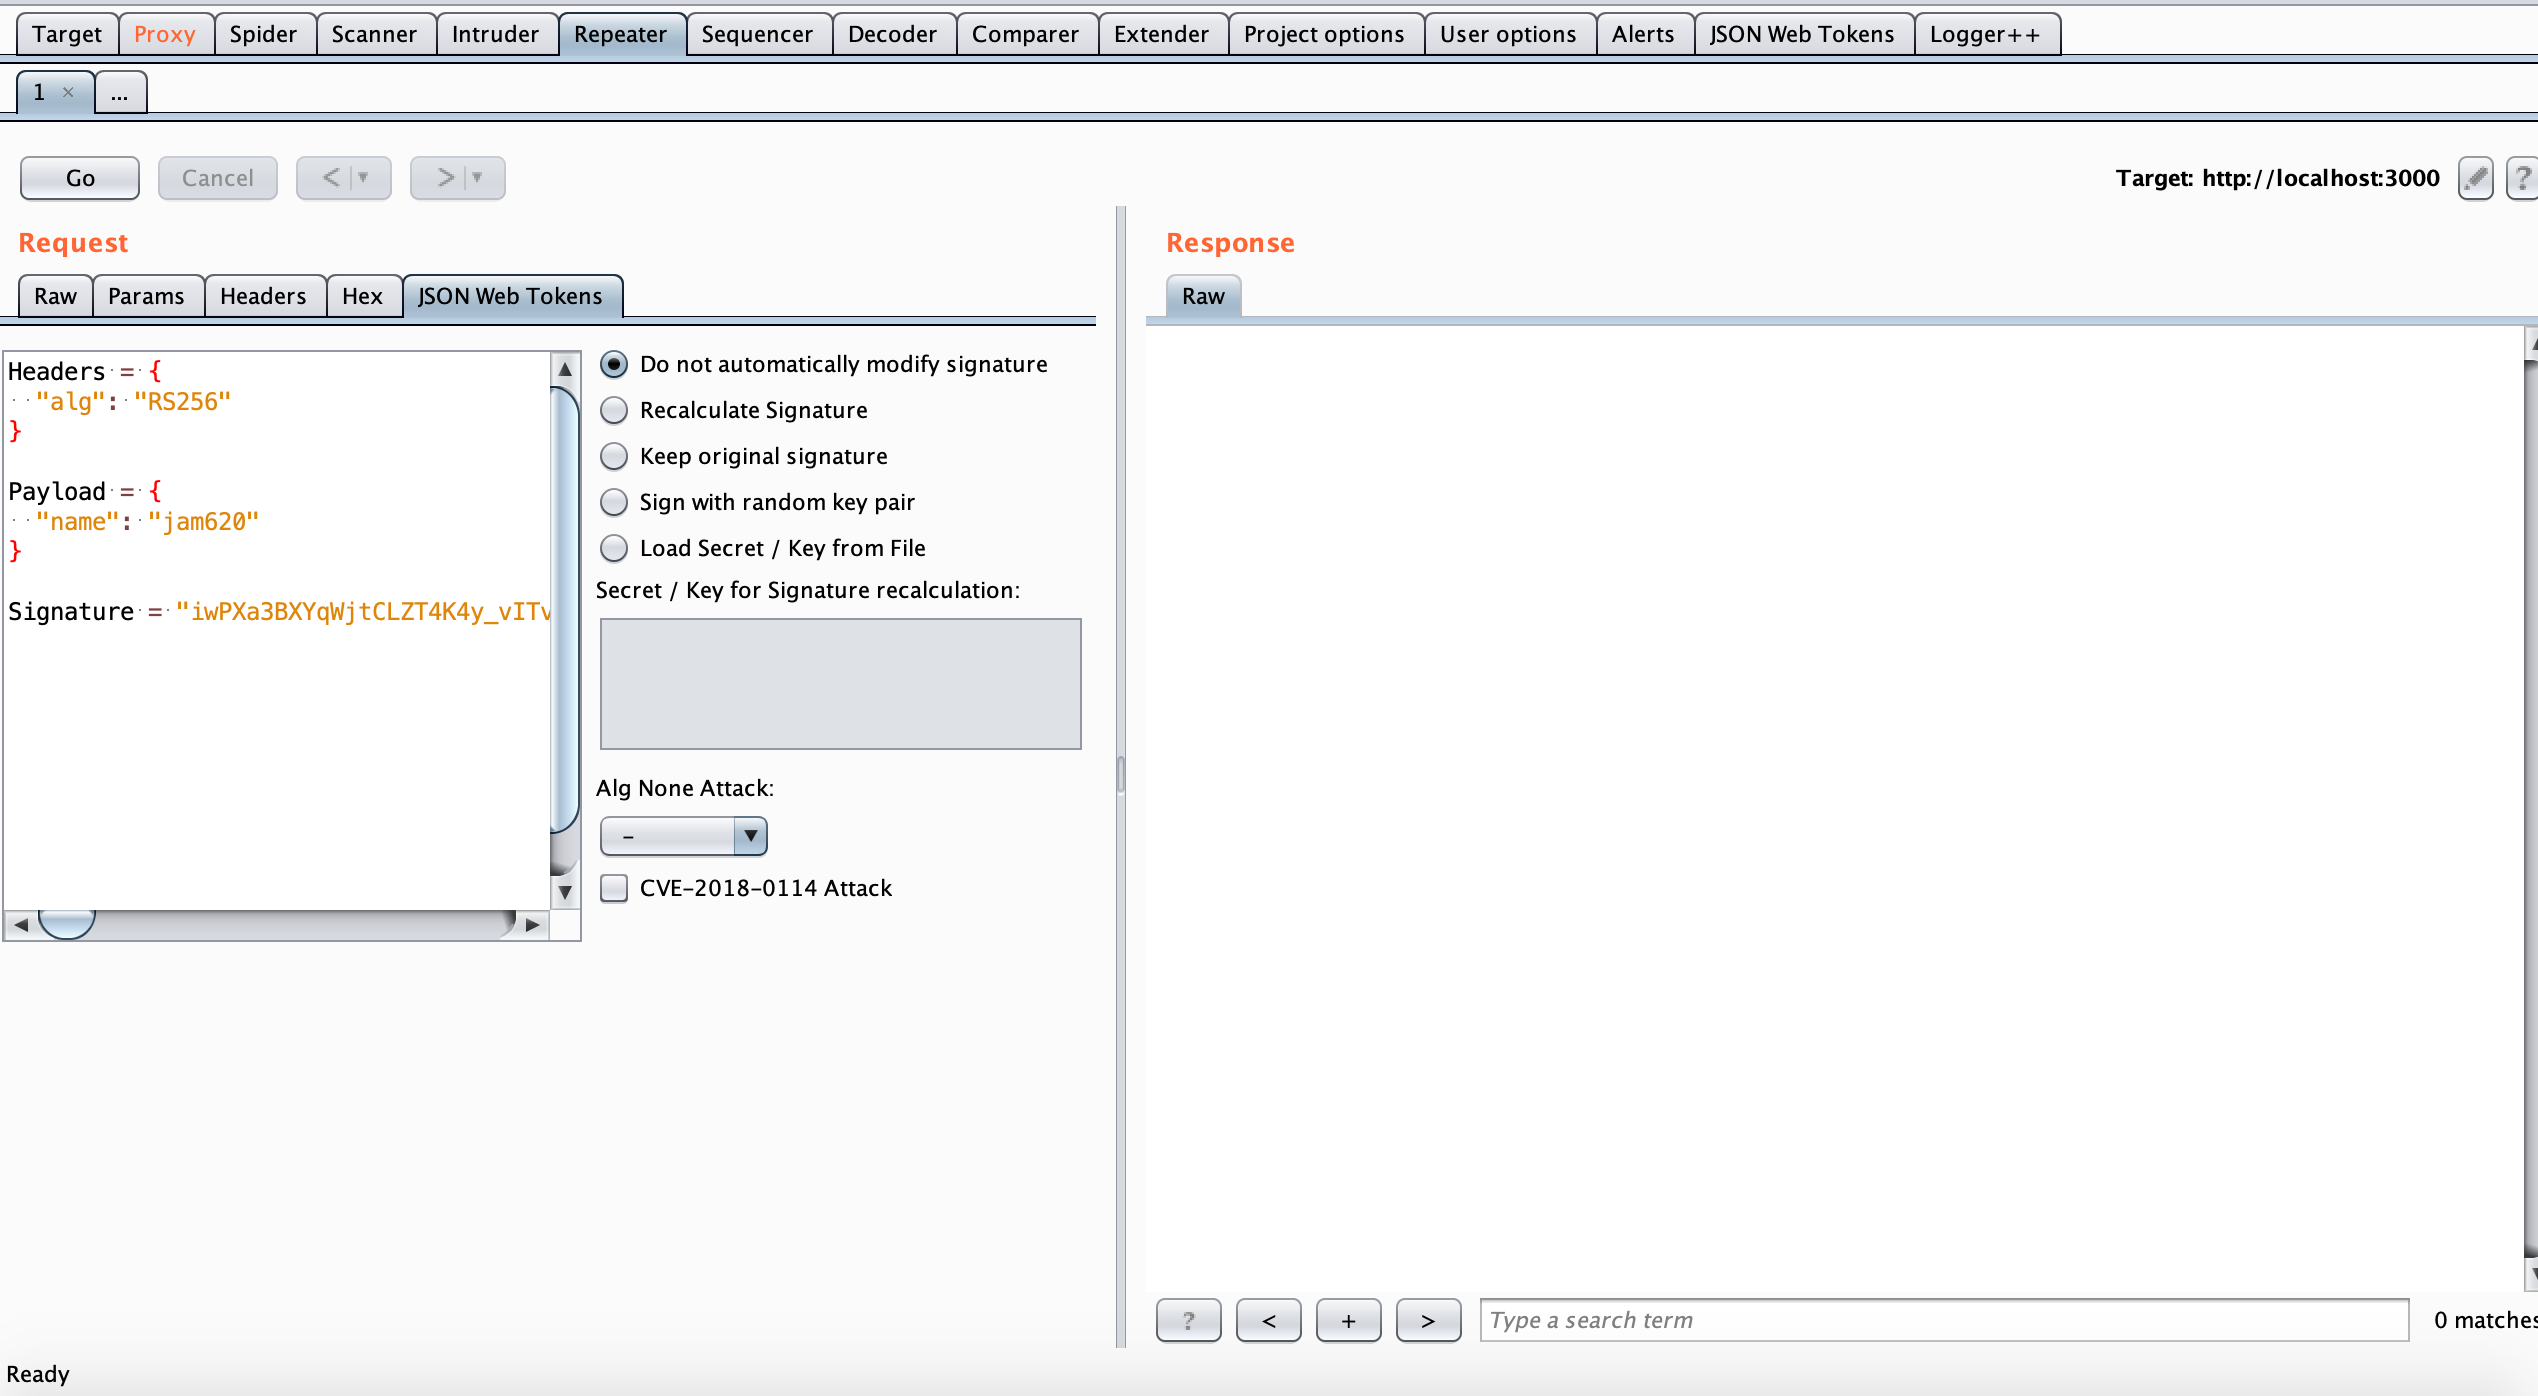 Target Proxy Spider Scanner Intruder Repeater Sequencer Decoder Comparer Extender Project options User options Alerts JSON Web Tokens Logger++
1 × ...
Go Cancel < > Target: http://localhost:3000 ?
Request
Raw Params Headers Hex JSON Web Tokens
Headers = {
"alg": "RS256"
}
Payload = {
"name": "jam620"
}
Signature = "iwPXa3BXYqWjtCLZT4K4y_vITv
Do not automatically modify signature
Recalculate Signature
Keep original signature
Sign with random key pair
Load Secret / Key from File
Secret / Key for Signature recalculation:
Alg None Attack:
-
CVE-2018-0114 Attack
Response
Raw
? < + > Type a search term 0 matches
Ready